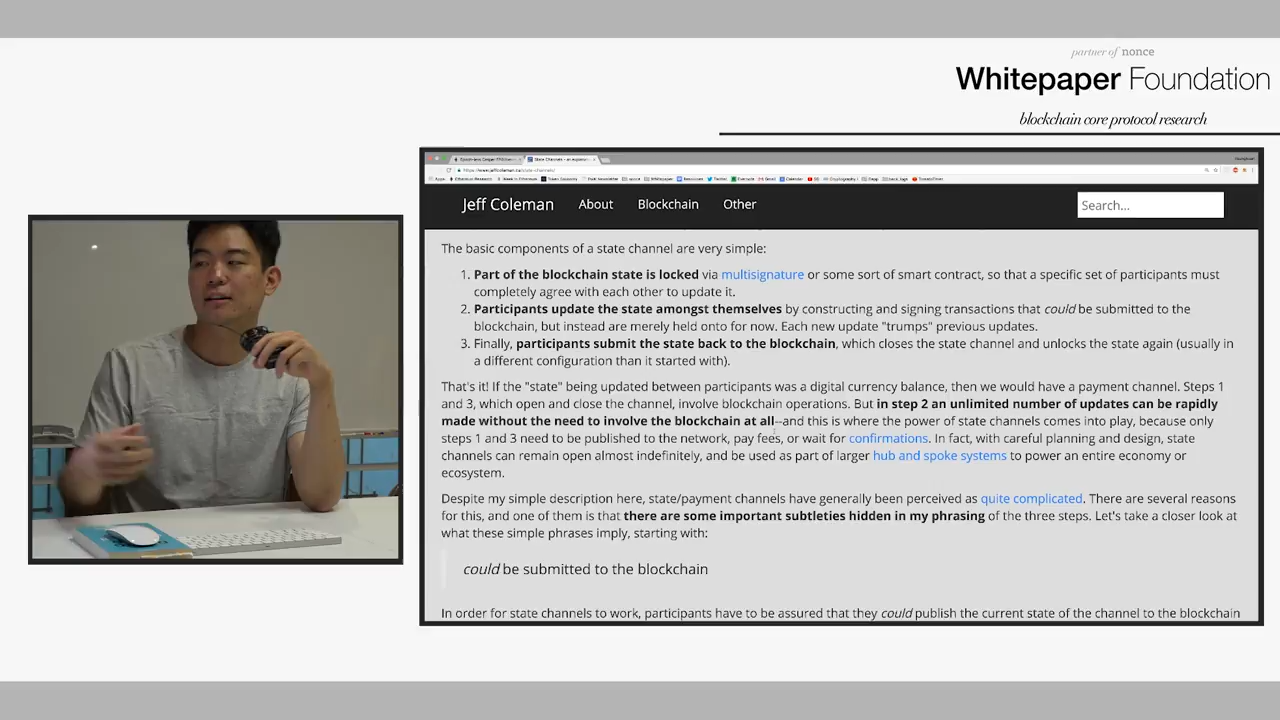 partner of nonce
Whitepaper Foundation
blockchain core protocol research
Jeff Coleman About Blockchain Other Search...
The basic components of a state channel are very simple:
1. Part of the blockchain state is locked via multisignature or some sort of smart contract, so that a specific set of participants must
completely agree with each other to update it.
2. Participants update the state amongst themselves by constructing and signing transactions that could be submitted to the
blockchain, but instead are merely held onto for now. Each new update "trumps" previous updates.
3. Finally, participants submit the state back to the blockchain, which closes the state channel and unlocks the state again (usually in
a different configuration than it started with).
That's it! If the "state" being updated between participants was a digital currency balance, then we would have a payment channel. Steps 1
and 3, which open and close the channel, involve blockchain operations. But in step 2 an unlimited number of updates can be rapidly
made without the need to involve the blockchain at all--and this is where the power of state channels comes into play, because only
steps 1 and 3 need to be published to the network, pay fees, or wait for confirmations. In fact, with careful planning and design, state
channels can remain open almost indefinitely, and be used as part of larger hub and spoke systems to power an entire economy or
ecosystem.
Despite my simple description here, state/payment channels have generally been perceived as quite complicated. There are several reasons
for this, and one of them is that there are some important subtleties hidden in my phrasing of the three steps. Let's take a closer look at
what these simple phrases imply, starting with:
could be submitted to the blockchain
In order for state channels to work, participants have to be assured that they could publish the current state of the channel to the blockchain